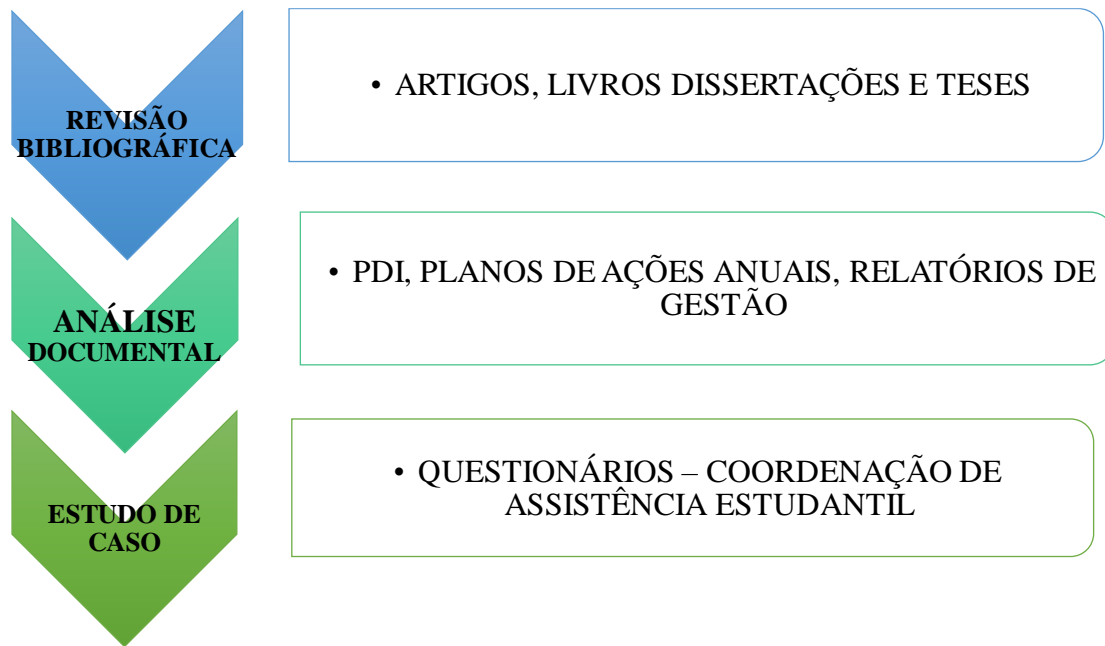 REVISÃO
BIBLIOGRÁFICA
• ARTIGOS, LIVROS DISSERTAÇÕES E TESES
ANÁLISE
DOCUMENTAL
• PDI, PLANOS DE AÇÕES ANUAIS, RELATÓRIOS DE
GESTÃO
ESTUDO DE
CASO
• QUESTIONÁRIOS – COORDENAÇÃO DE
ASSISTÊNCIA ESTUDANTIL